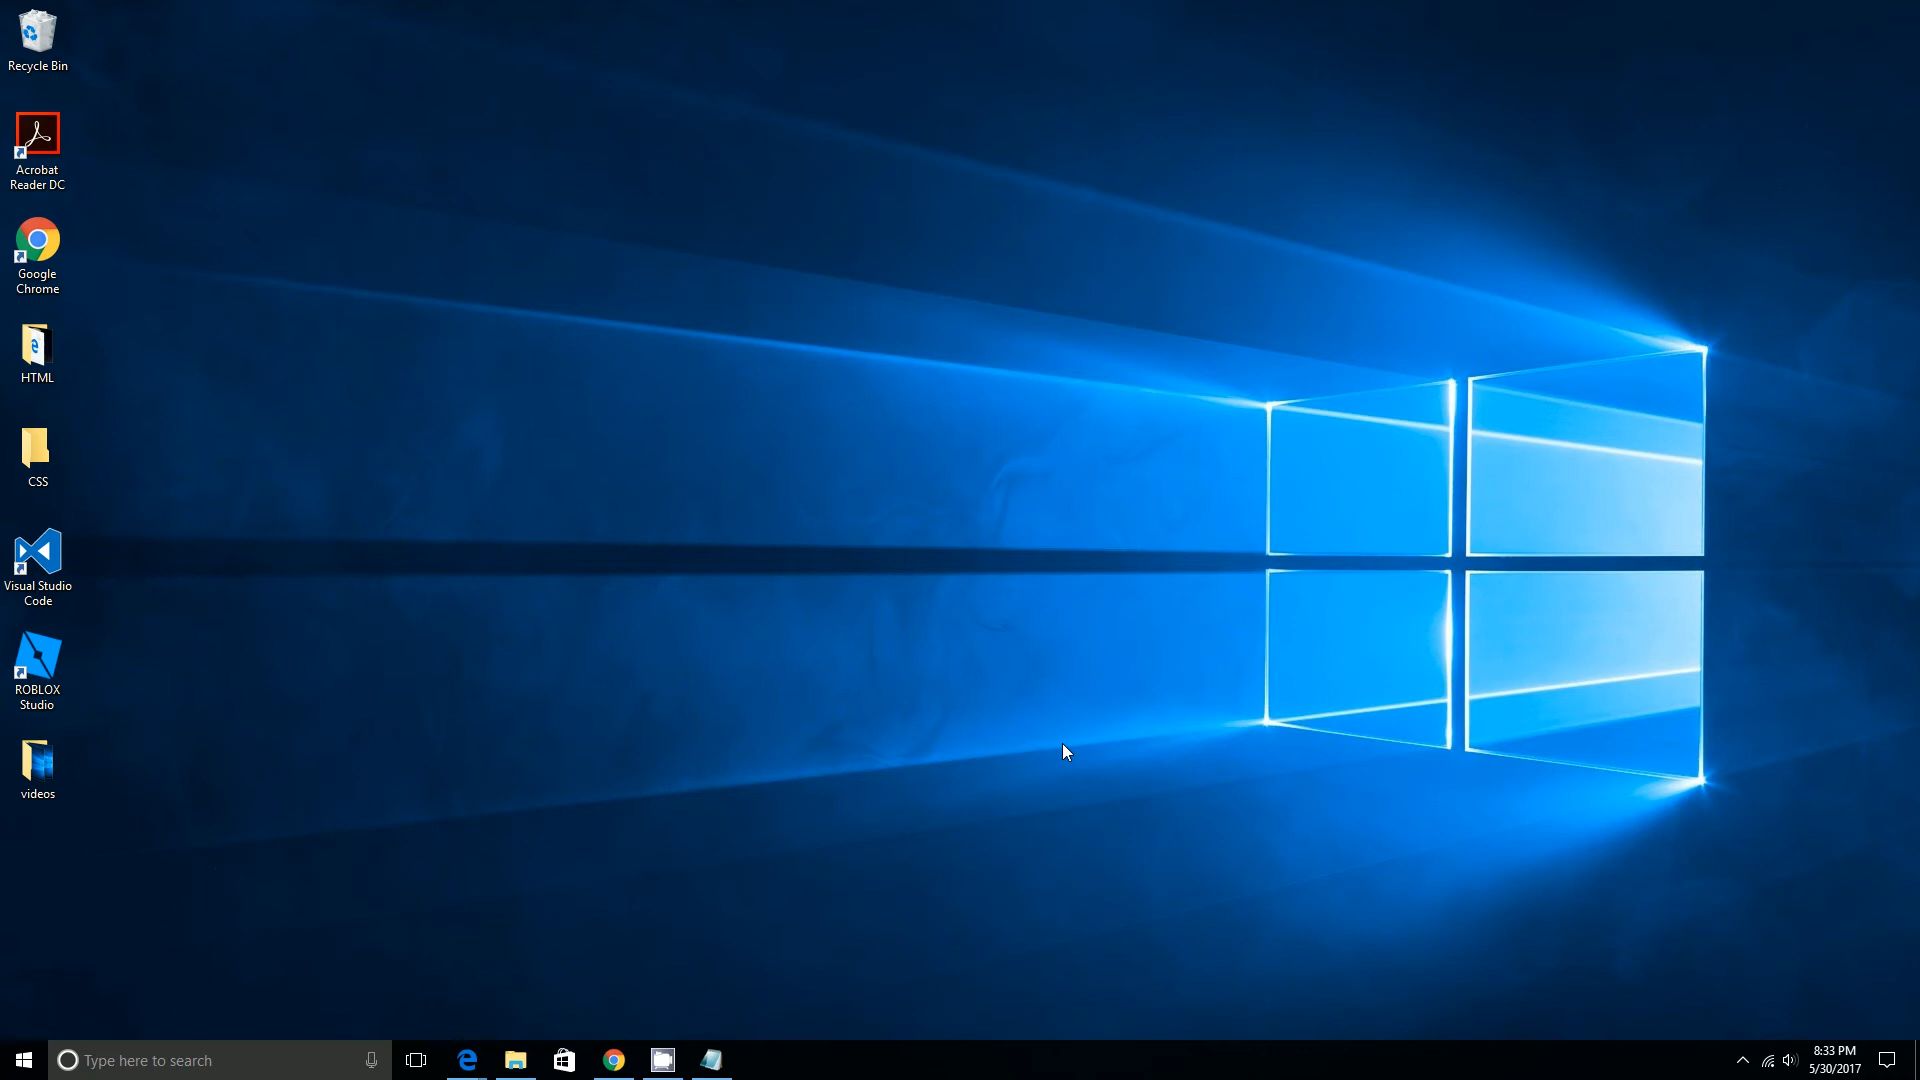 Recycle Bin
Acrobat
Reader DC
Google
Chrome
HTML
CSS
Visual Studio
Code
ROBLOX
Studio
videos
Type here to search
8:33 PM
5/30/2017